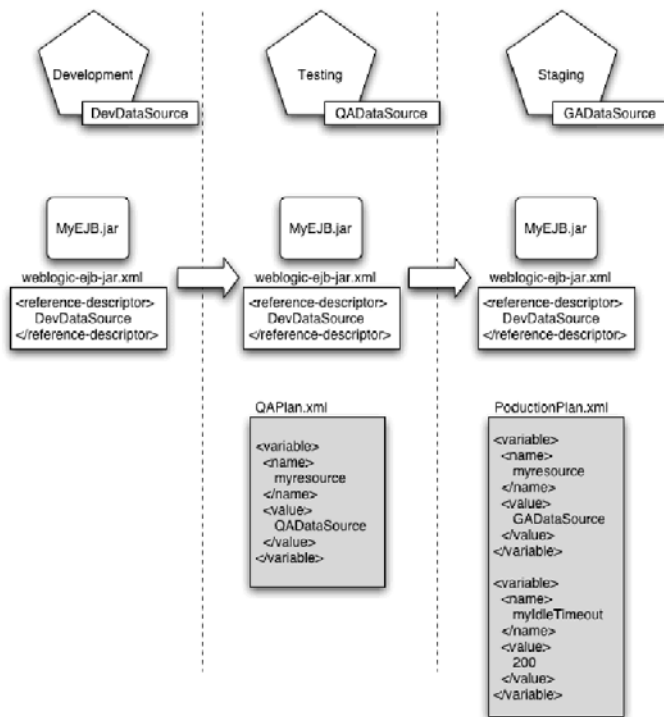 Development
DevDataSource
Testing
QADataSource
Staging
GADataSource
MyEJB.jar
weblogic-ejb-jar.xml
<reference-descriptor>
DevDataSource
</reference-descriptor>
MyEJB.jar
weblogic-ejb-jar.xml
<reference-descriptor>
DevDataSource
</reference-descriptor>
MyEJB.jar
weblogic-ejb-jar.xml
<reference-descriptor>
DevDataSource
</reference-descriptor>
QAPlan.xml
<variable>
<name>
myresource
</name>
<value>
QADataSource
</value>
</variable>
PoductionPlan.xml
<variable>
<name>
myresource
</name>
<value>
GADataSource
</value>
</variable>
<variable>
<name>
myIdleTimeout
</name>
<value>
200
</value>
</variable>